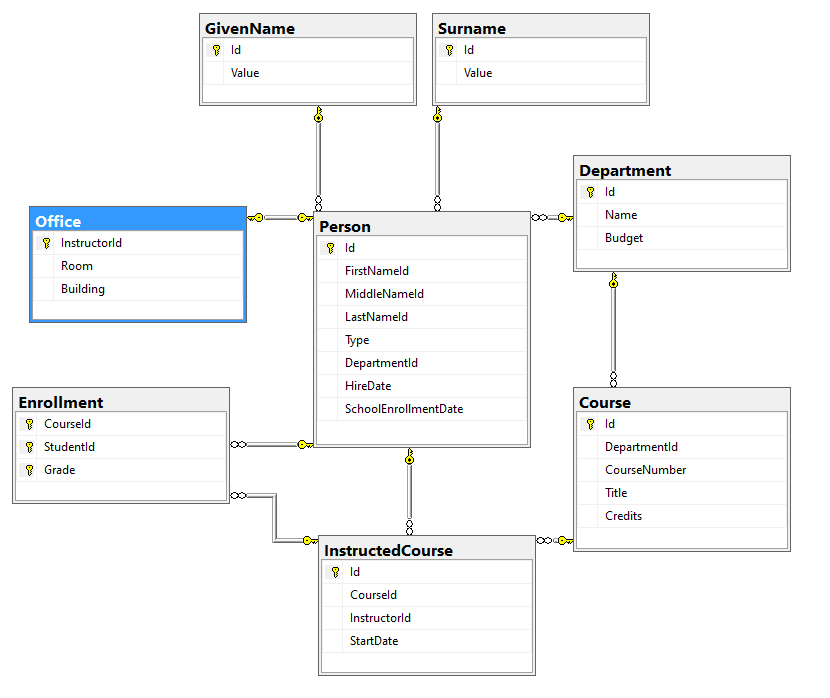 GivenName
Id
Value
Surname
Id
Value
Department
Id
Name
Budget
Office
InstructorId
Room
Building
Person
Id
FirstNameId
MiddleNameId
LastNameId
Type
DepartmentId
HireDate
SchoolEnrollmentDate
Enrollment
CourseId
StudentId
Grade
Course
Id
DepartmentId
CourseNumber
Title
Credits
InstructedCourse
Id
CourseId
InstructorId
StartDate